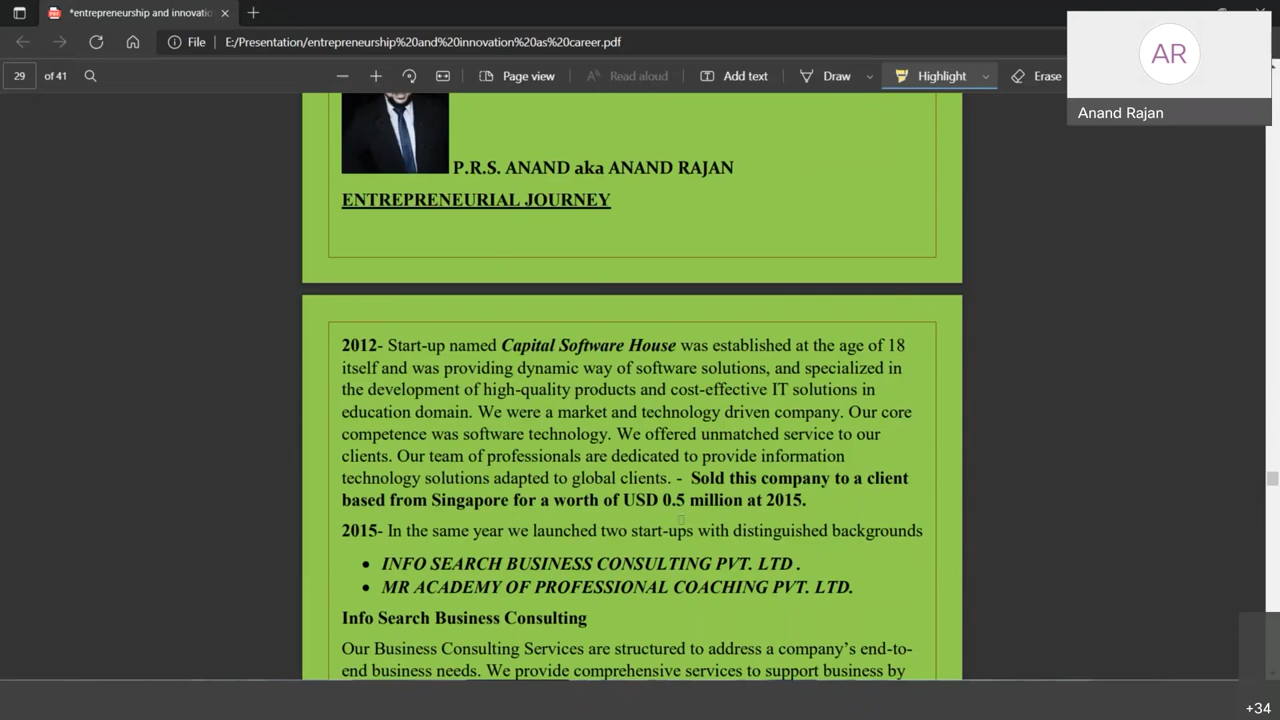 *entrepreneurship and innovatio
File
E:/Presentation/entrepreneurship%20and%20innovation%20as%20career.pdf
29 of 41
Page view
Read aloud
Add text
Draw
Highlight
Erase
AR
Anand Rajan
P.R.S. ANAND aka ANAND RAJAN
ENTREPRENEURIAL JOURNEY
2012- Start-up named Capital Software House was established at the age of 18
itself and was providing dynamic way of software solutions, and specialized in
the development of high-quality products and cost-effective IT solutions in
education domain. We were a market and technology driven company. Our core
competence was software technology. We offered unmatched service to our
clients. Our team of professionals are dedicated to provide information
technology solutions adapted to global clients. - Sold this company to a client
based from Singapore for a worth of USD 0.5 million at 2015.
2015- In the same year we launched two start-ups with distinguished backgrounds
• INFO SEARCH BUSINESS CONSULTING PVT. LTD .
• MR ACADEMY OF PROFESSIONAL COACHING PVT. LTD.
Info Search Business Consulting
Our Business Consulting Services are structured to address a company’s end-to-
end business needs. We provide comprehensive services to support business by
+34